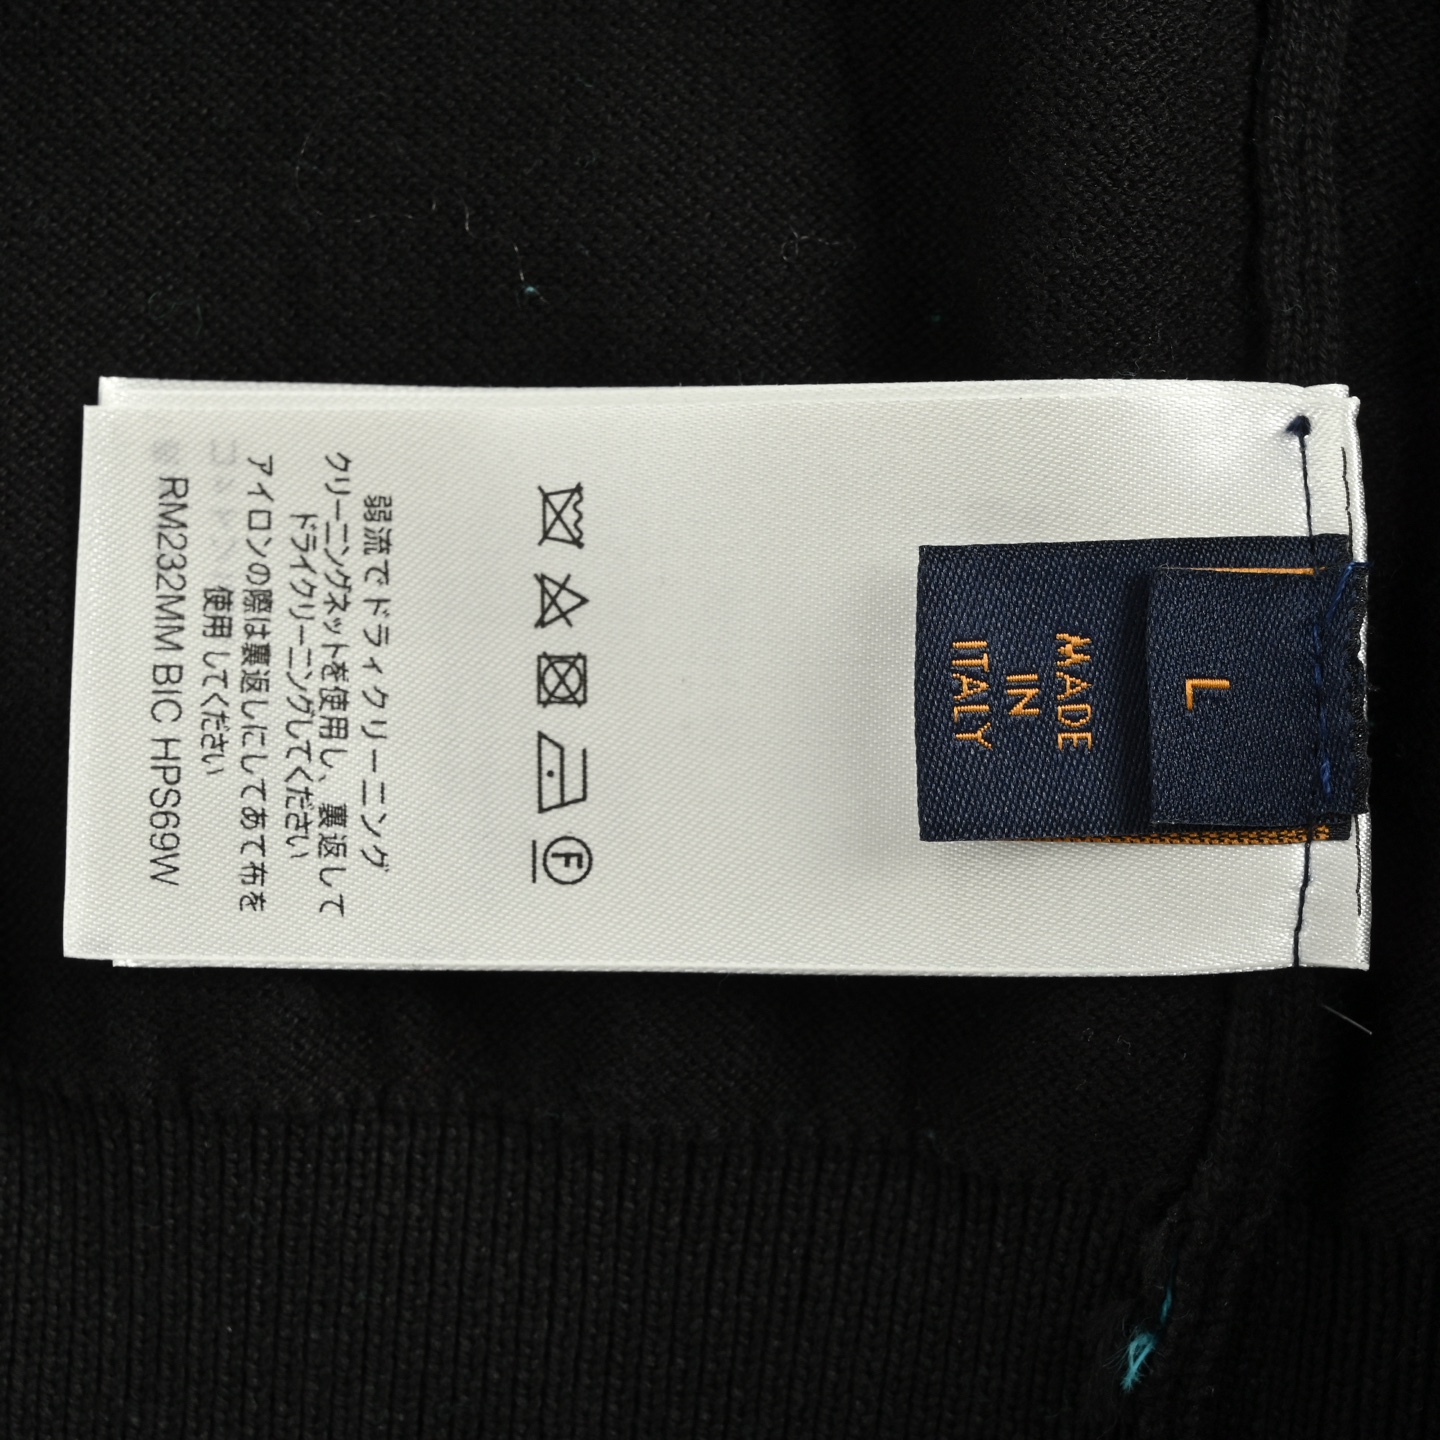 L
MADE
IN
ITALY
F
弱流でドライクリーニング
クリーニングネットを使用し、裏返して
ドライクリーニングしてください
アイロンの際は裏返しにしてあて布を
使用してください
RM232MM BIC HPS69W